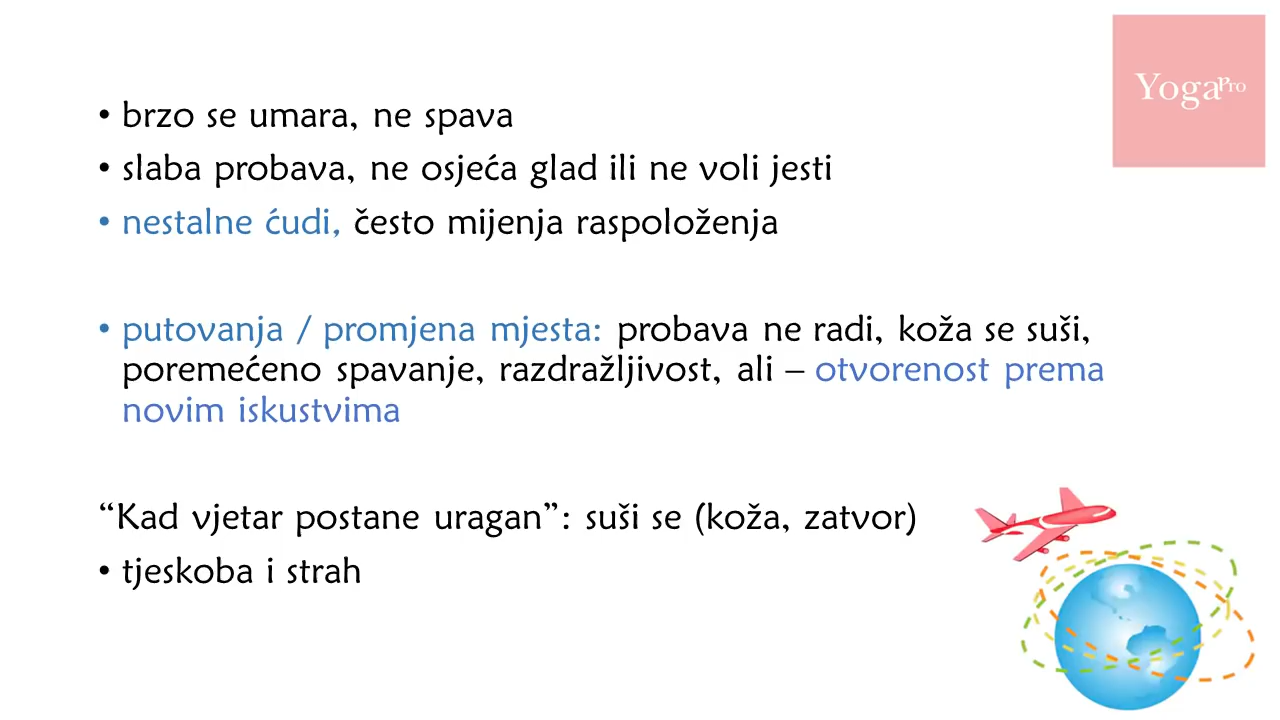 YogaPro
• brzo se umara, ne spava
• slaba probava, ne osjeća glad ili ne voli jesti
• nestalne ćudi, često mijenja raspoloženja
• putovanja / promjena mjesta: probava ne radi, koža se suši,
poremećeno spavanje, razdražljivost, ali – otvorenost prema
novim iskustvima
“Kad vjetar postane uragan”: suši se (koža, zatvor)
• tjeskoba i strah